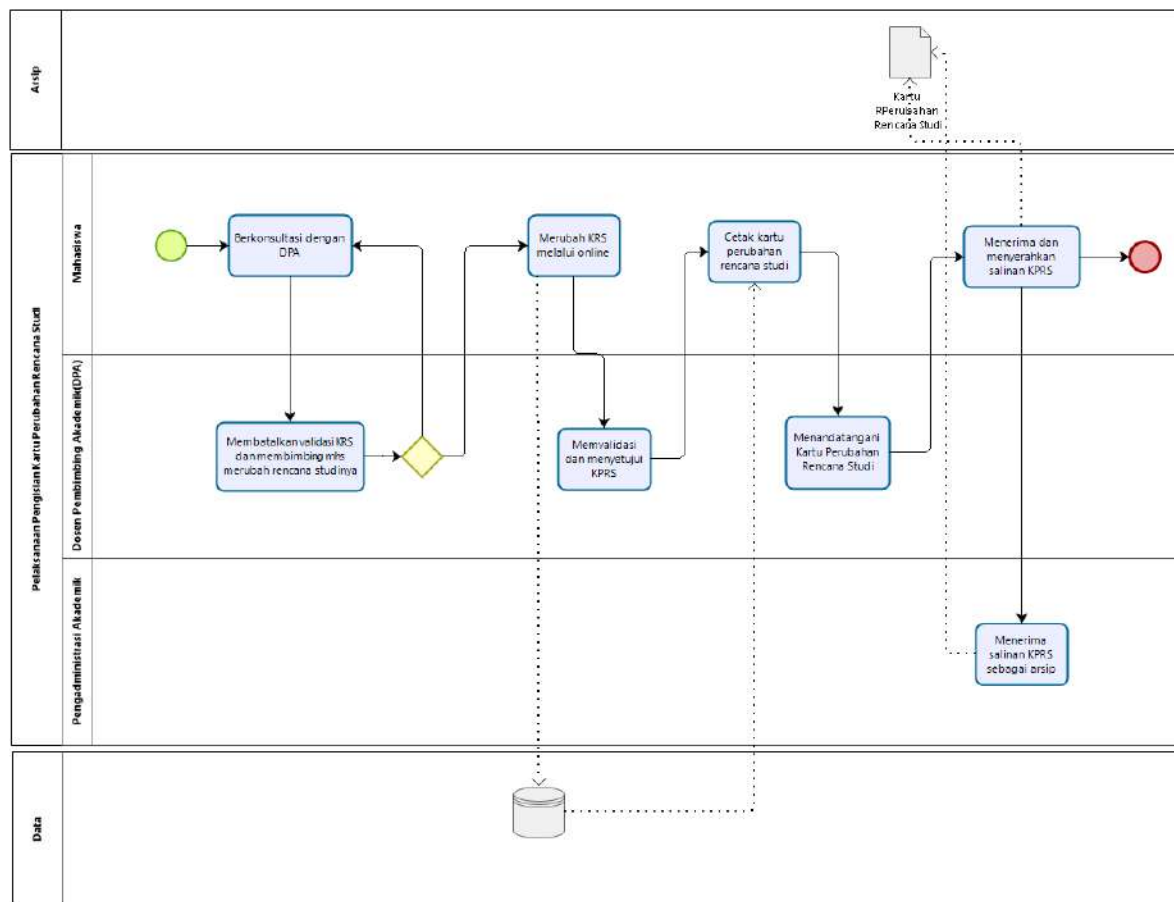 Arsip
Kartu
RPerubahan
Rencana Studi
Pelaksanaan Pengisian Kartu Perubahan Rencana Studi
Mahasiswa
Berkonsultasi dengan
DPA
Merubah KRS
melalui online
Cetak kartu
perubahan
rencana studi
Menerima dan
menyerahkan
salinan KPRS
Dosen Pembimbing Akademik(DPA)
Membatalkan validasi KRS
dan membimbing mhs
merubah rencana studinya
Memvalidasi
dan menyetujui
KPRS
Menandatangani
Kartu Perubahan
Rencana Studi
Pengadministrasi Akademik
Menerima
salinan KPRS
sebagai arsip
Data